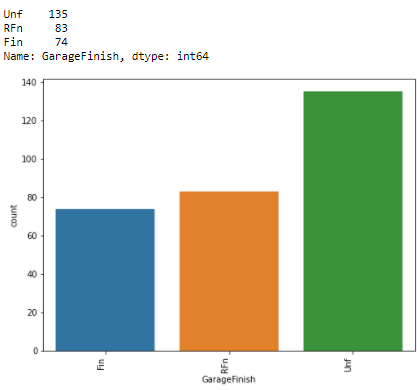 Unf 135
RFn 83
Fin 74
Name: GarageFinish, dtype: int64
140
120
100
80
60
40
20
0
count
Fin
RFn
Unf
GarageFinish